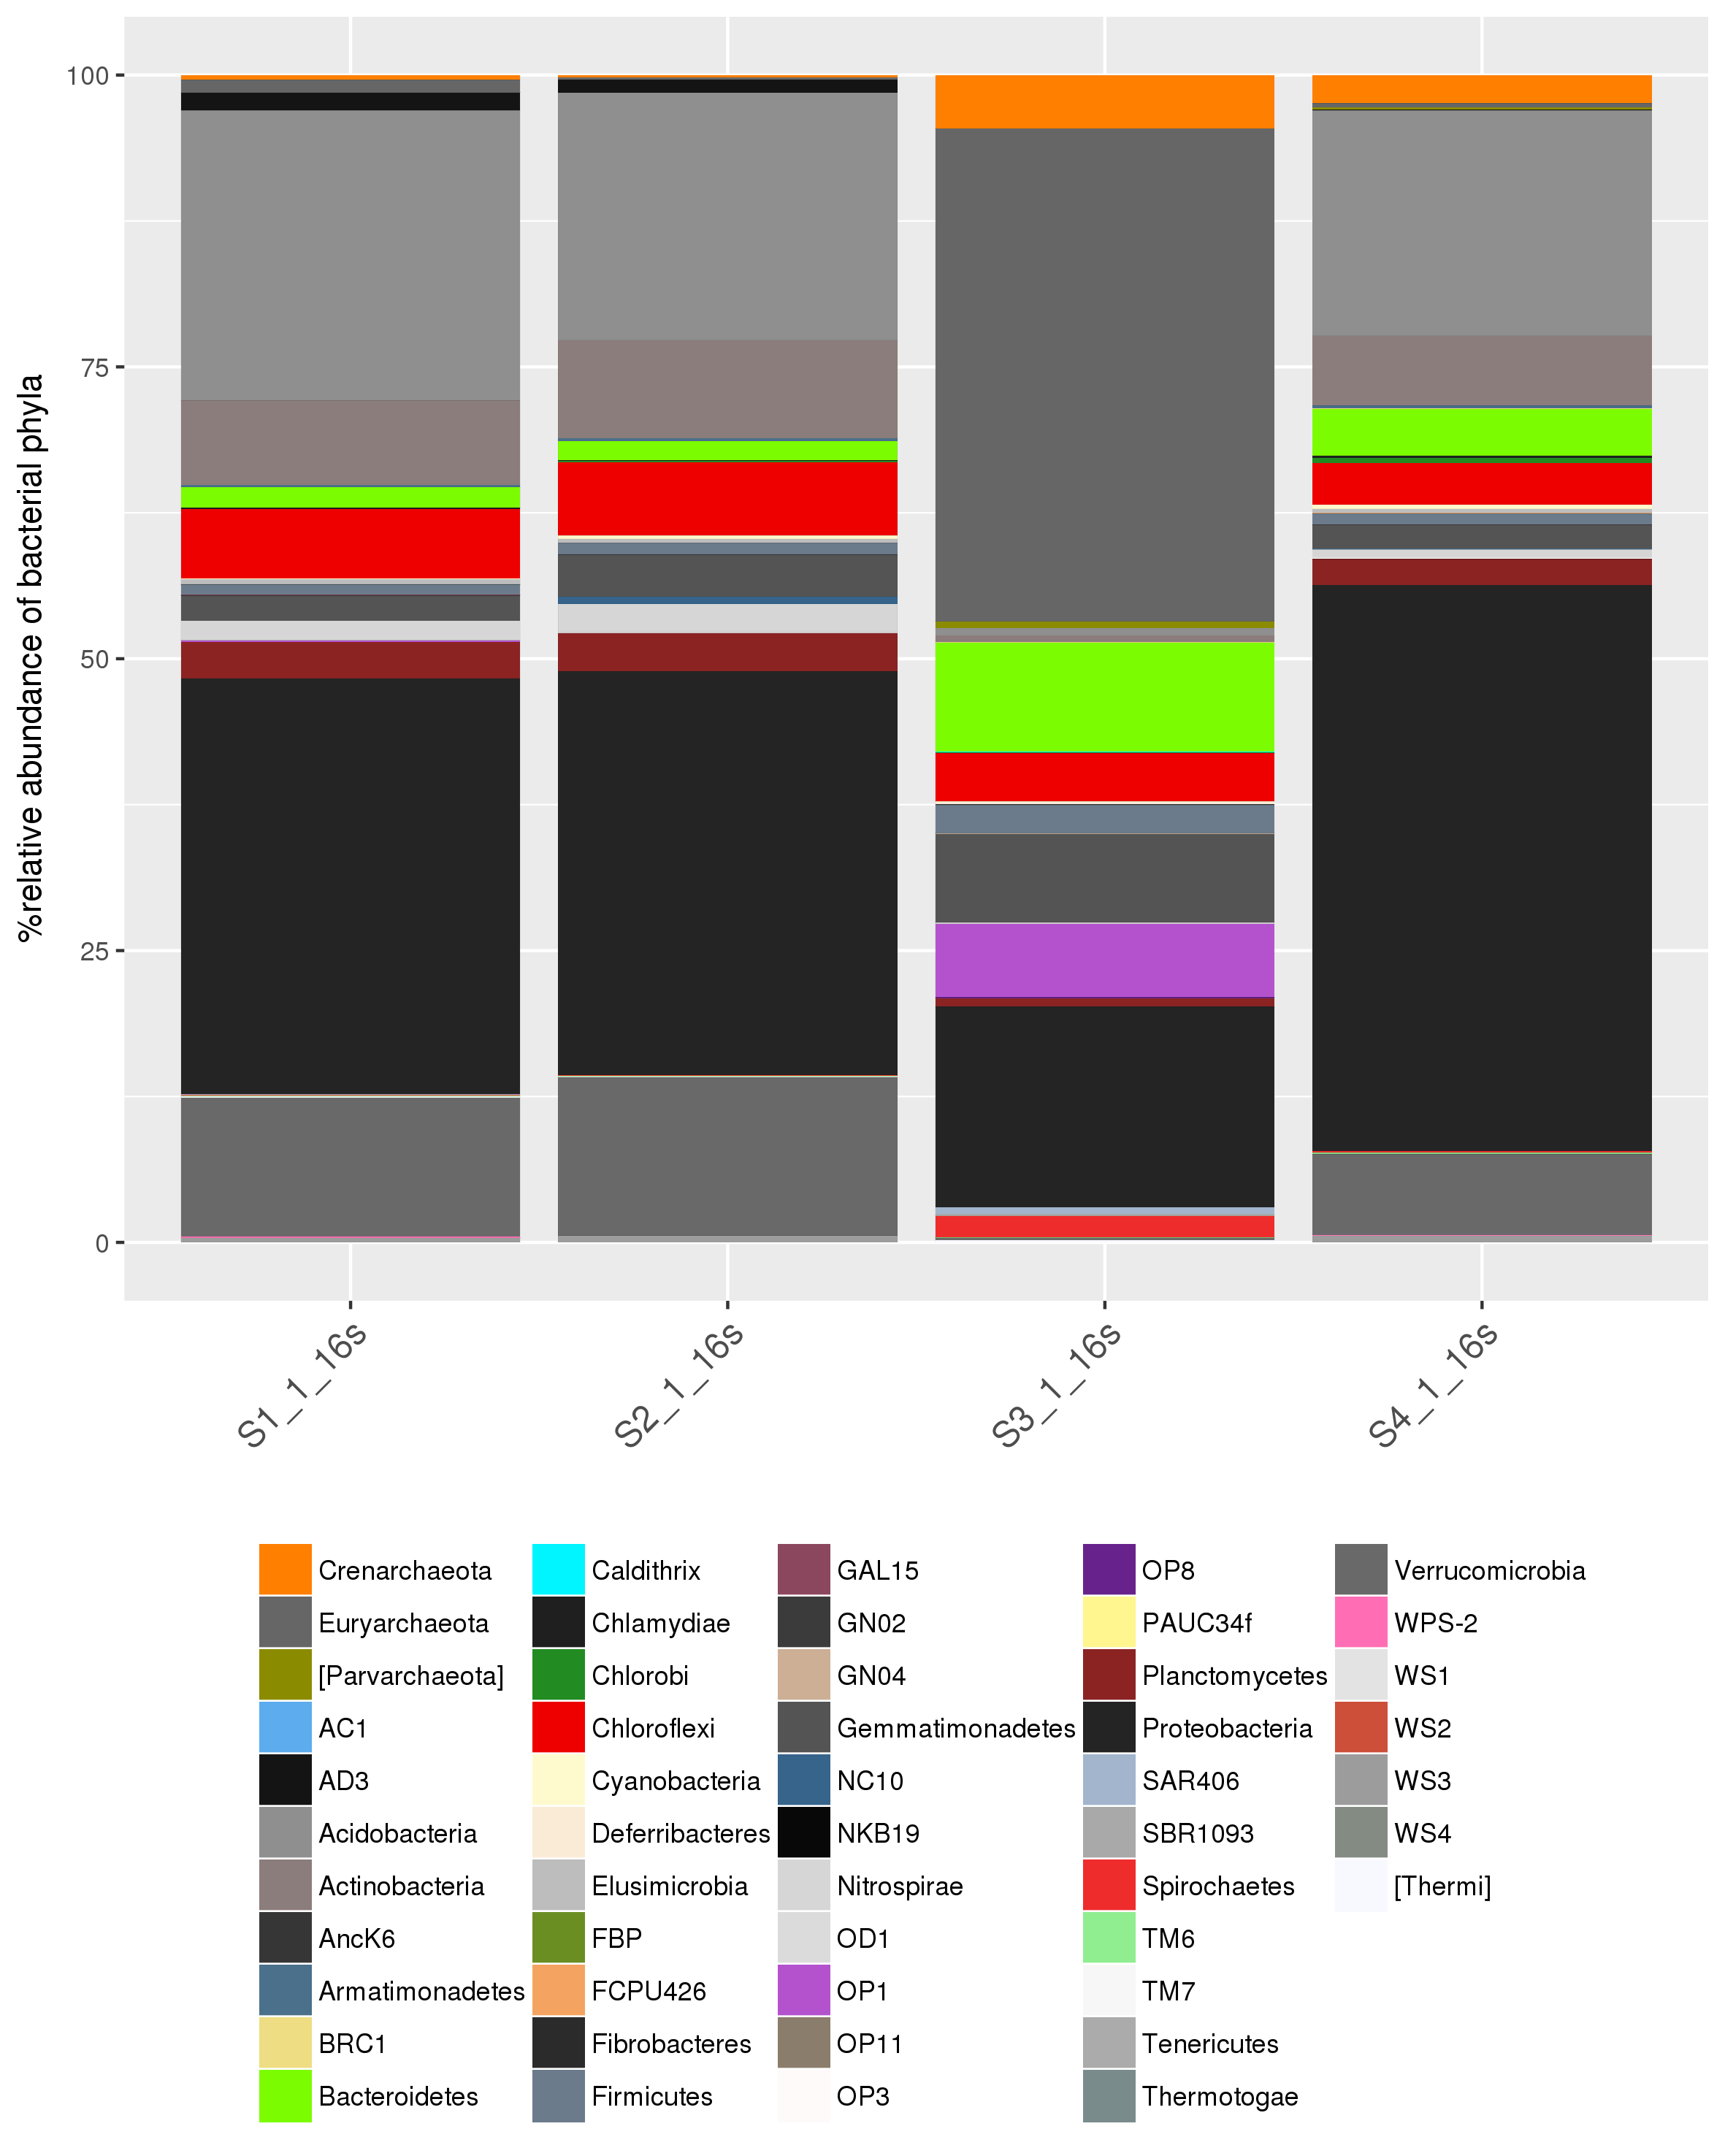 %relative abundance of bacterial phyla
100
75
50
25
0
S1_1_16s
S2_1_16s
S3_1_16s
S4_1_16s
Crenarchaeota
Euryarchaeota
[Parvarchaeota]
AC1
AD3
Acidobacteria
Actinobacteria
AncK6
Armatimonadetes
BRC1
Bacteroidetes
Caldithrix
Chlamydiae
Chlorobi
Chloroflexi
Cyanobacteria
Deferribacteres
Elusimicrobia
FBP
FCPU426
Fibrobacteres
Firmicutes
GAL15
GN02
GN04
Gemmatimonadetes
NC10
NKB19
Nitrospirae
OD1
OP1
OP11
OP3
OP8
PAUC34f
Planctomycetes
Proteobacteria
SAR406
SBR1093
Spirochaetes
TM6
TM7
Tenericutes
Thermotogae
Verrucomicrobia
WPS-2
WS1
WS2
WS3
WS4
[Thermi]